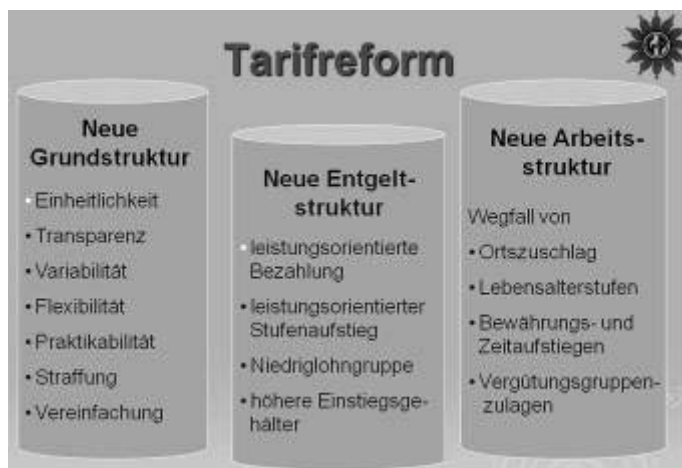 Tarifreform
Neue
Grundstruktur
• Einheitlichkeit
• Transparenz
• Variabilität
• Flexibilität
• Praktikabilität
• Straffung
• Vereinfachung
Neue Entgelt-
struktur
• leistungsorientierte
Bezahlung
• leistungsorientierter
Stufenaufstieg
• Niedriglohngruppe
• höhere Einstiegsge-
hälter
Neue Arbeits-
struktur
Wegfall von
• Ortszuschlag
• Lebensalterstufen
• Bewährungs- und
Zeitaufstiegen
• Vergütungsgruppen-
zulagen